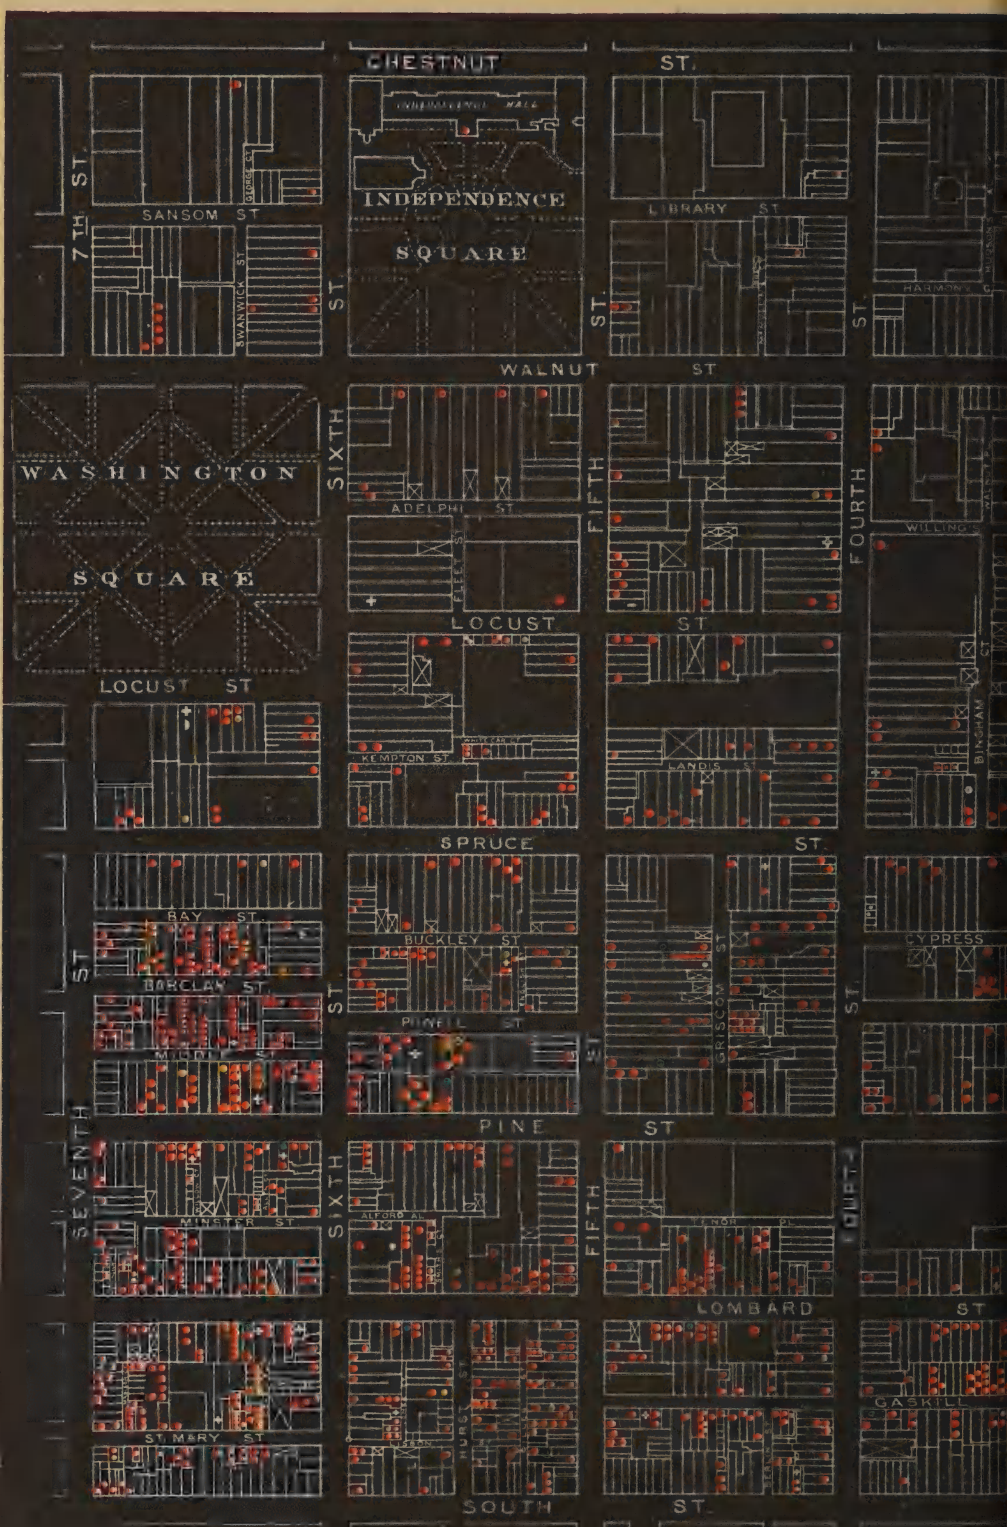 CHESTNUT ST.
INDEPENDENCE HALL
GEORGE CT
7TH ST.
INDEPENDENCE
SQUARE
SANSOM ST
LIBRARY ST
SWANWICK ST
ST.
ST.
ST.
HARMONY C
WALNUT ST
WASHINGTON
SQUARE
SIXTH
FIFTH
FOURTH
ADELPHI ST.
FLEET ST
WILLING'S
LOCUST ST.
LOCUST ST
BINGHAM CT
KEMPTON ST
LANDIS ST
SPRUCE ST.
BAY ST.
BUCKLEY ST
CYPRESS
GRISCOM ST
BARCLAY ST.
ST
ST.
ST.
POWELL ST
ST
MIDDLE ST
PINE ST
SEVENTH
SIXTH
FIFTH
MINSTER ST
ALFORD AL
TENOR PL
LOMBARD ST
HURST ST
GASKILL
ST. MARY ST
LISBON ST
SOUTH ST.